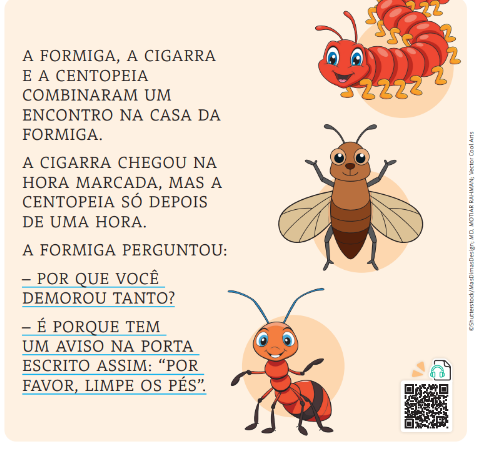 A FORMIGA, A CIGARRA
E A CENTOPEIA
COMBINARAM UM
ENCONTRO NA CASA DA
FORMIGA.
A CIGARRA CHEGOU NA
HORA MARCADA, MAS A
CENTOPEIA SÓ DEPOIS
DE UMA HORA.
A FORMIGA PERGUNTOU:
– POR QUE VOCÊ
DEMOROU TANTO?
– É PORQUE TEM
UM AVISO NA PORTA
ESCRITO ASSIM: “POR
FAVOR, LIMPE OS PÉS”.
©Shutterstock/MasDimasDesign, MD. MOTIAR RAHMAN, Vector Cool Arts